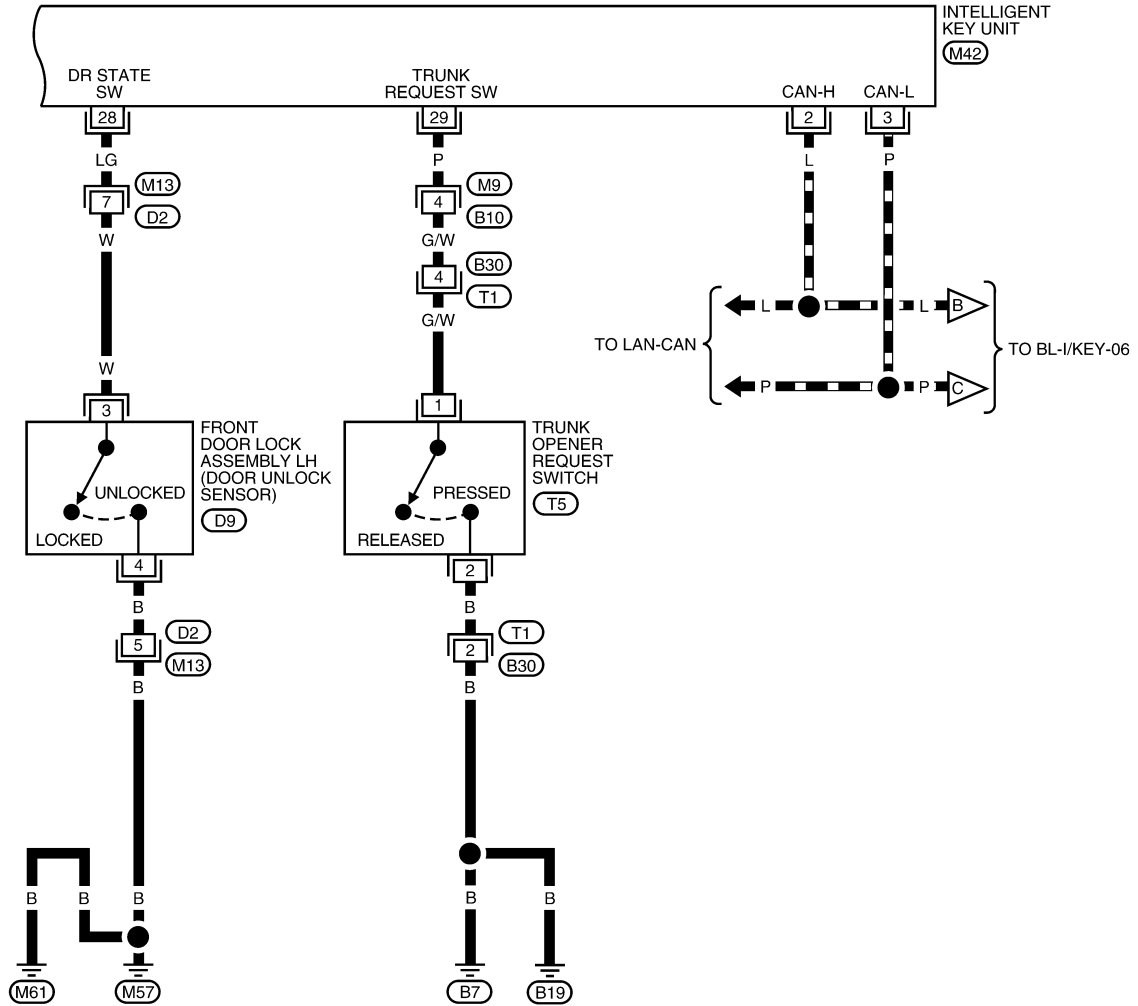 INTELLIGENT
KEY UNIT
M42
DR STATE
SW
TRUNK
REQUEST SW
CAN-H
CAN-L
28
29
2
3
LG
P
L
P
7
M13
D2
4
M9
B10
W
G/W
4
B30
T1
G/W
L
L
B
TO LAN-CAN
TO BL-I/KEY-06
P
P
C
W
3
1
FRONT
DOOR LOCK
ASSEMBLY LH
(DOOR UNLOCK
SENSOR)
D9
UNLOCKED
LOCKED
TRUNK
OPENER
REQUEST
SWITCH
T5
PRESSED
RELEASED
4
2
B
B
5
D2
M13
2
T1
B30
B
B
B
B
B
B
B
M61
M57
B7
B19